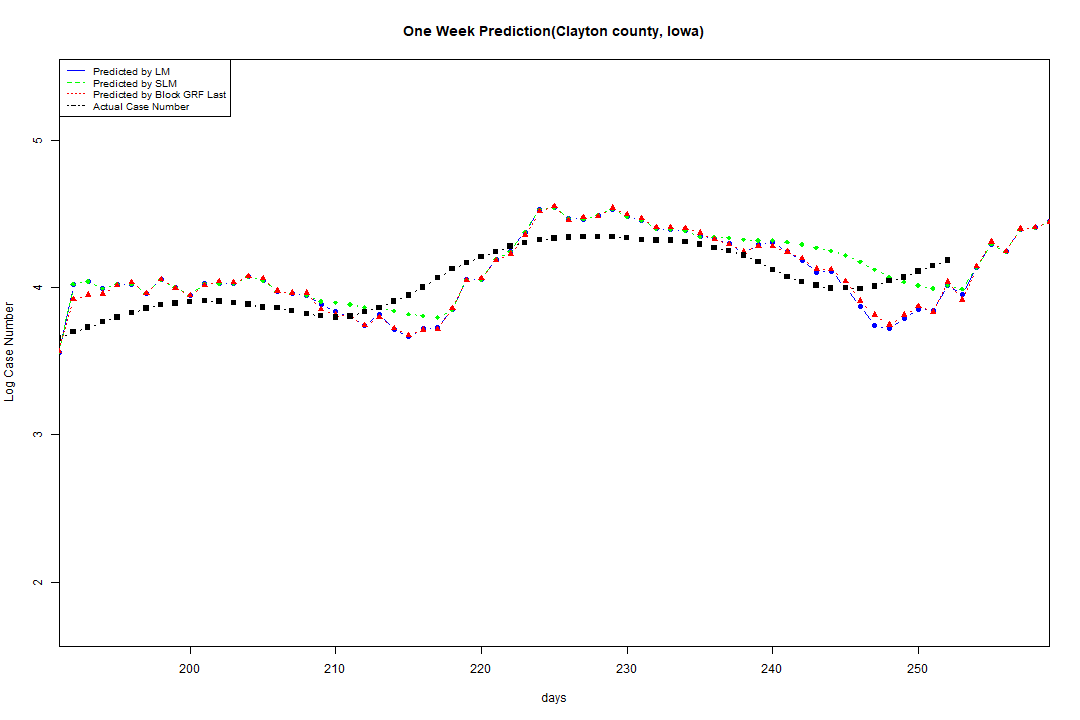 One Week Prediction(Clayton county, Iowa)
Predicted by LM
Predicted by SLM
Predicted by Block GRF Last
Actual Case Number
5
4
3
2
Log Case Number
200 210 220 230 240 250
days